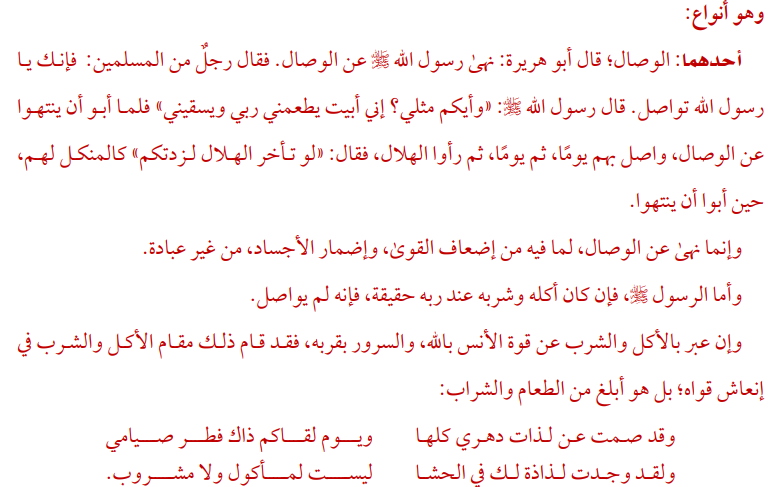 وهو أنواع:
أحدهما: الوصال؛ قال أبو هريرة: نهىٰ رسول الله ﷺ عن الوصال. فقال رجلٌ من المسلمين: فإنك يا
رسول الله تواصل. قال رسول الله ﷺ: «وأيكم مثلي؟ إني أبيت يطعمني ربي ويسقيني» فلما أبو أن ينتهوا
عن الوصال، واصل بهم يومًا، ثم يومًا، ثم رأوا الهلال، فقال: «لو تأخر الهلال لزدتكم» كالمنكل لهم،
حين أبوا أن ينتهوا.
وإنما نهىٰ عن الوصال، لما فيه من إضعاف القوىٰ، وإضمار الأجساد، من غير عبادة.
وأما الرسول ﷺ، فإن كان أكله وشربه عند ربه حقيقة، فإنه لم يواصل.
وإن عبر بالأكل والشرب عن قوة الأنس بالله، والسرور بقربه، فقد قام ذلك مقام الأكل والشرب في
إنعاش قواه؛ بل هو أبلغ من الطعام والشراب:
وقد صمت عن لذات دهري كلها ويوم لقاكم ذاك فطر صيامي
ولقد وجدت لذاذة لك في الحشا ليست لمأكول ولا مشروب.